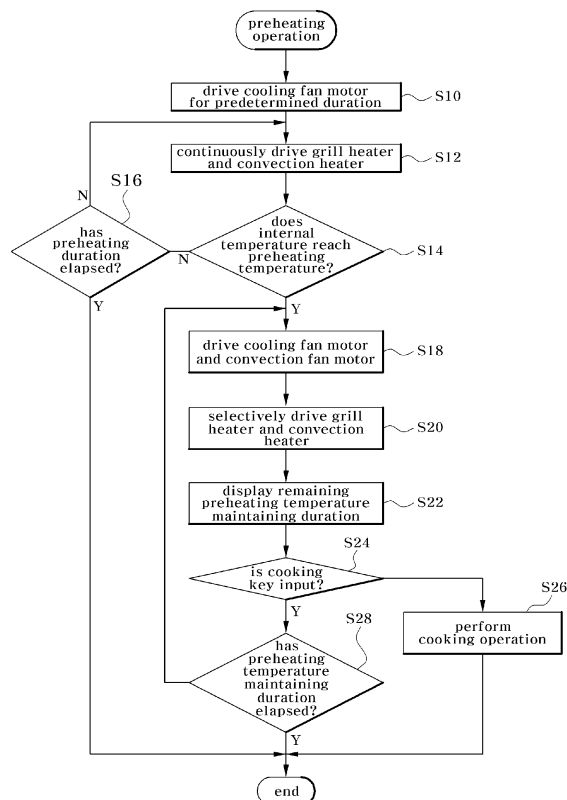 preheating
operation
drive cooling fan motor
for predetermined duration
S10
continuously drive grill heater
and convection heater
S12
S16
N
has
preheating
duration
elapsed?
N
Y
does
internal
temperature reach
preheating
temperature?
S14
Y
drive cooling fan motor
and convection fan motor
S18
selectively drive grill
heater and convection
heater
S20
display remaining
preheating temperature
maintaining duration
S22
S24
is cooking
key input?
Y
S26
perform
cooking operation
S28
has
preheating
temperature
maintaining
duration
elapsed?
Y
end